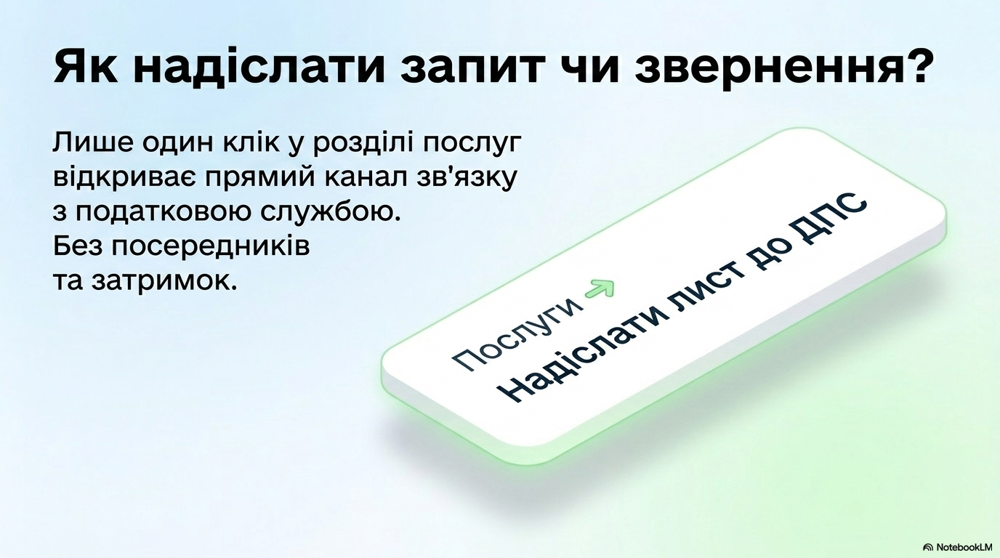 Як надіслати запит чи звернення?
Лише один клік у розділі послуг
відкриває прямий канал зв'язку
з податковою службою.
Без посередників
та затримок.
Послуги
Надіслати лист до ДПС
NotebookLM